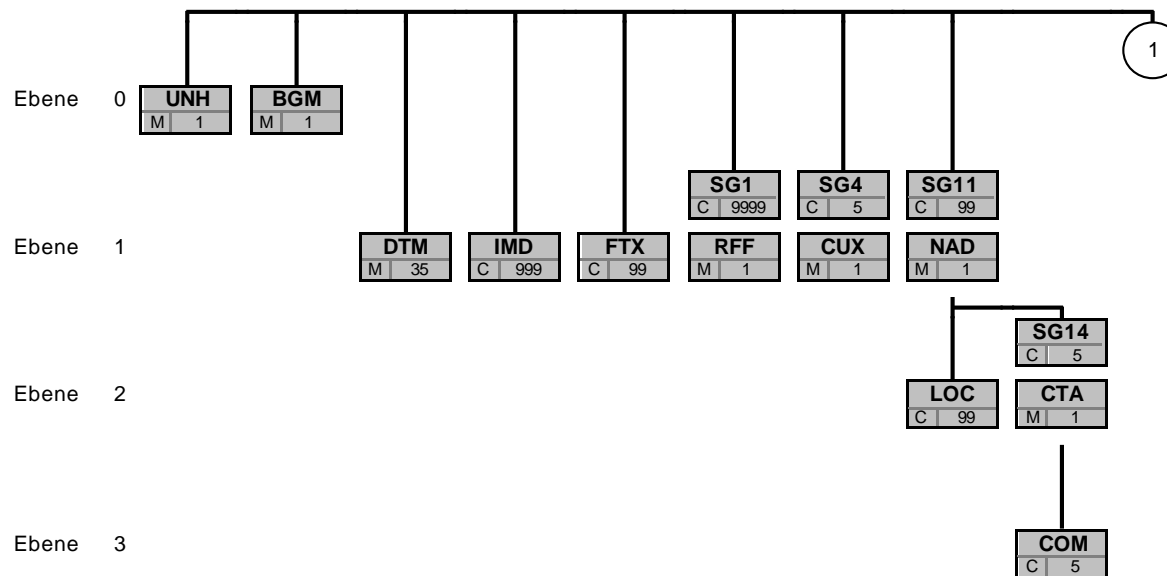 1
Ebene 0 UNH BGM
M 1 M 1
SG1 SG4 SG11
C 9999 C 5 C 99
Ebene 1 DTM IMD FTX RFF CUX NAD
M 35 C 999 C 99 M 1 M 1 M 1
SG14
C 5
Ebene 2 LOC CTA
C 99 M 1
Ebene 3 COM
C 5